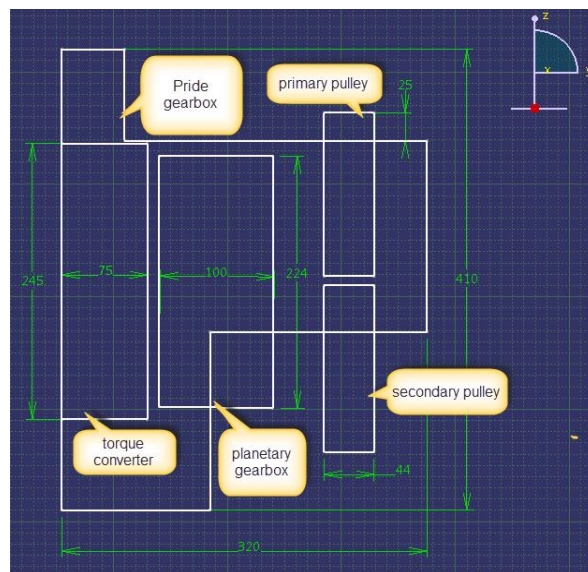 z
x
y
Pride
gearbox
primary pulley
25
245
75
100
224
410
secondary pulley
torque
converter
planetary
gearbox
44
320